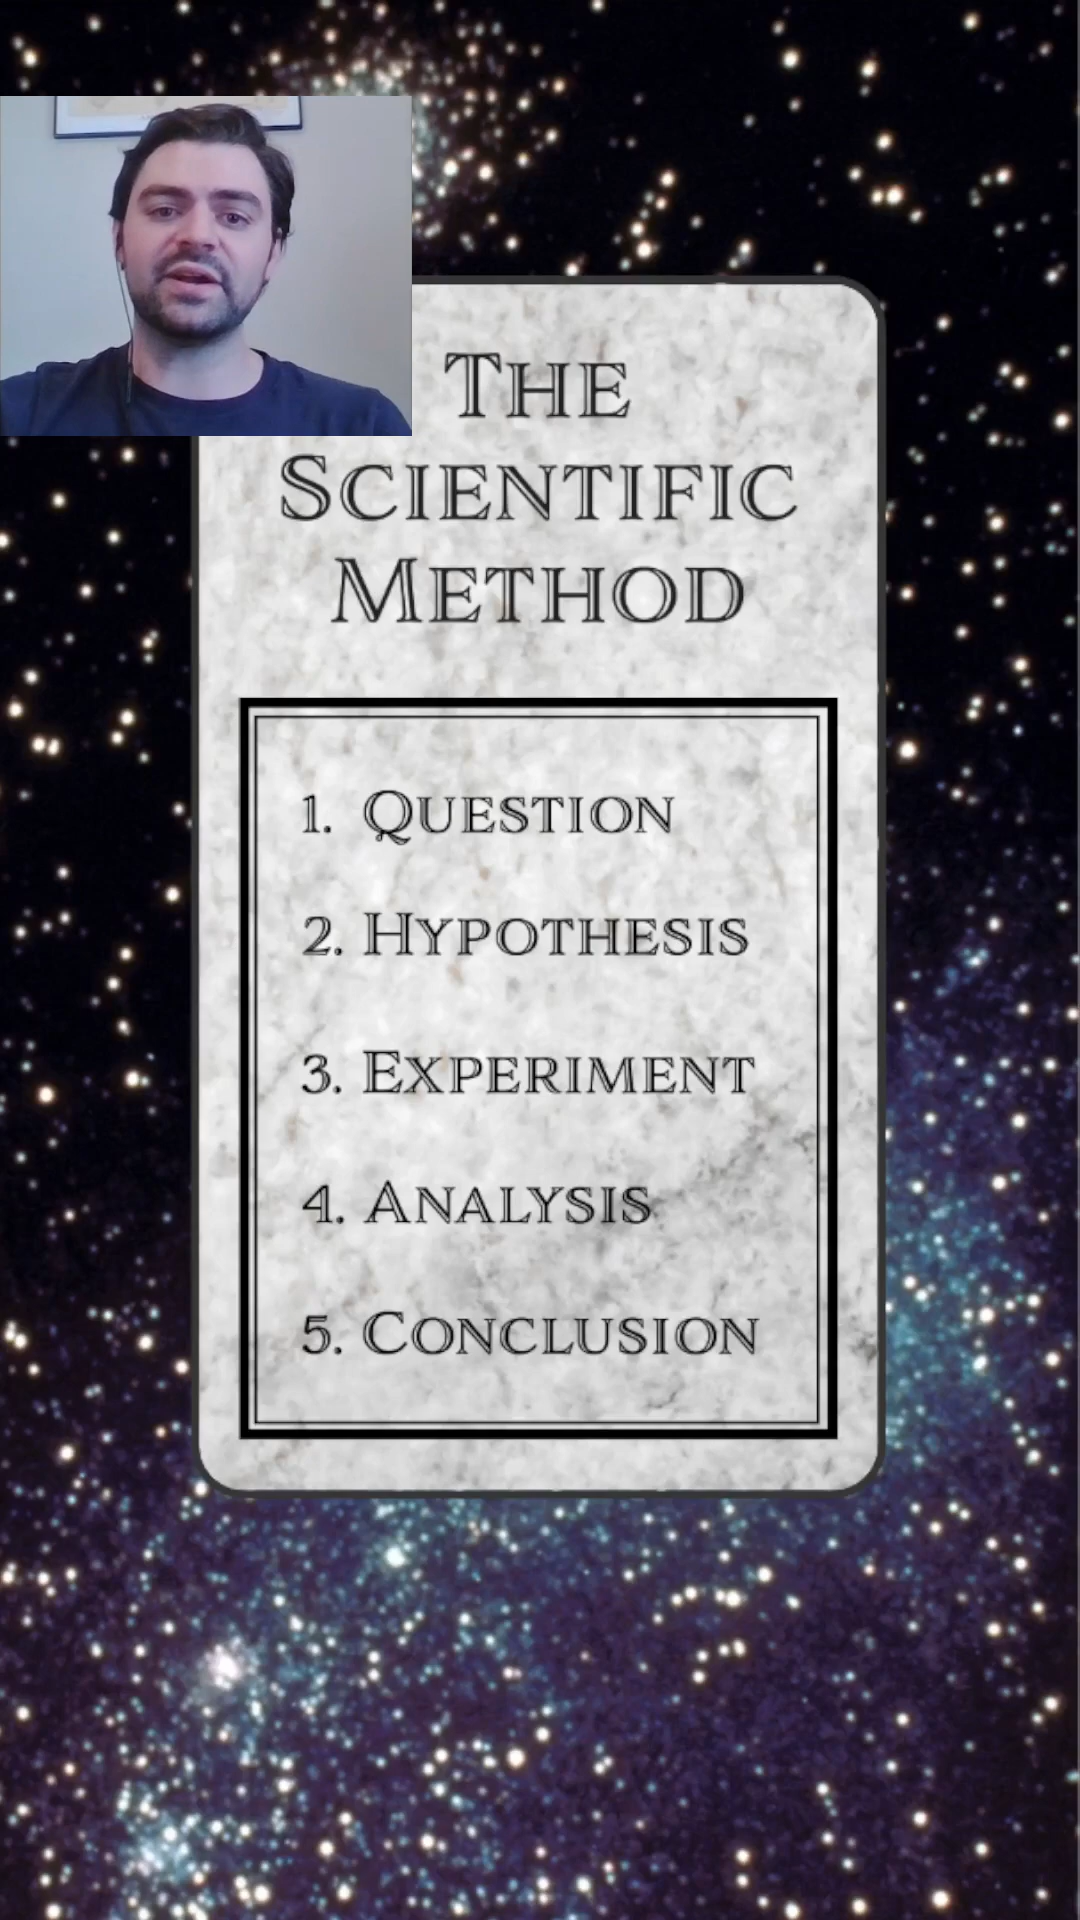 The
Scientific
Method
1. Question
2. Hypothesis
3. Experiment
4. Analysis
5. Conclusion